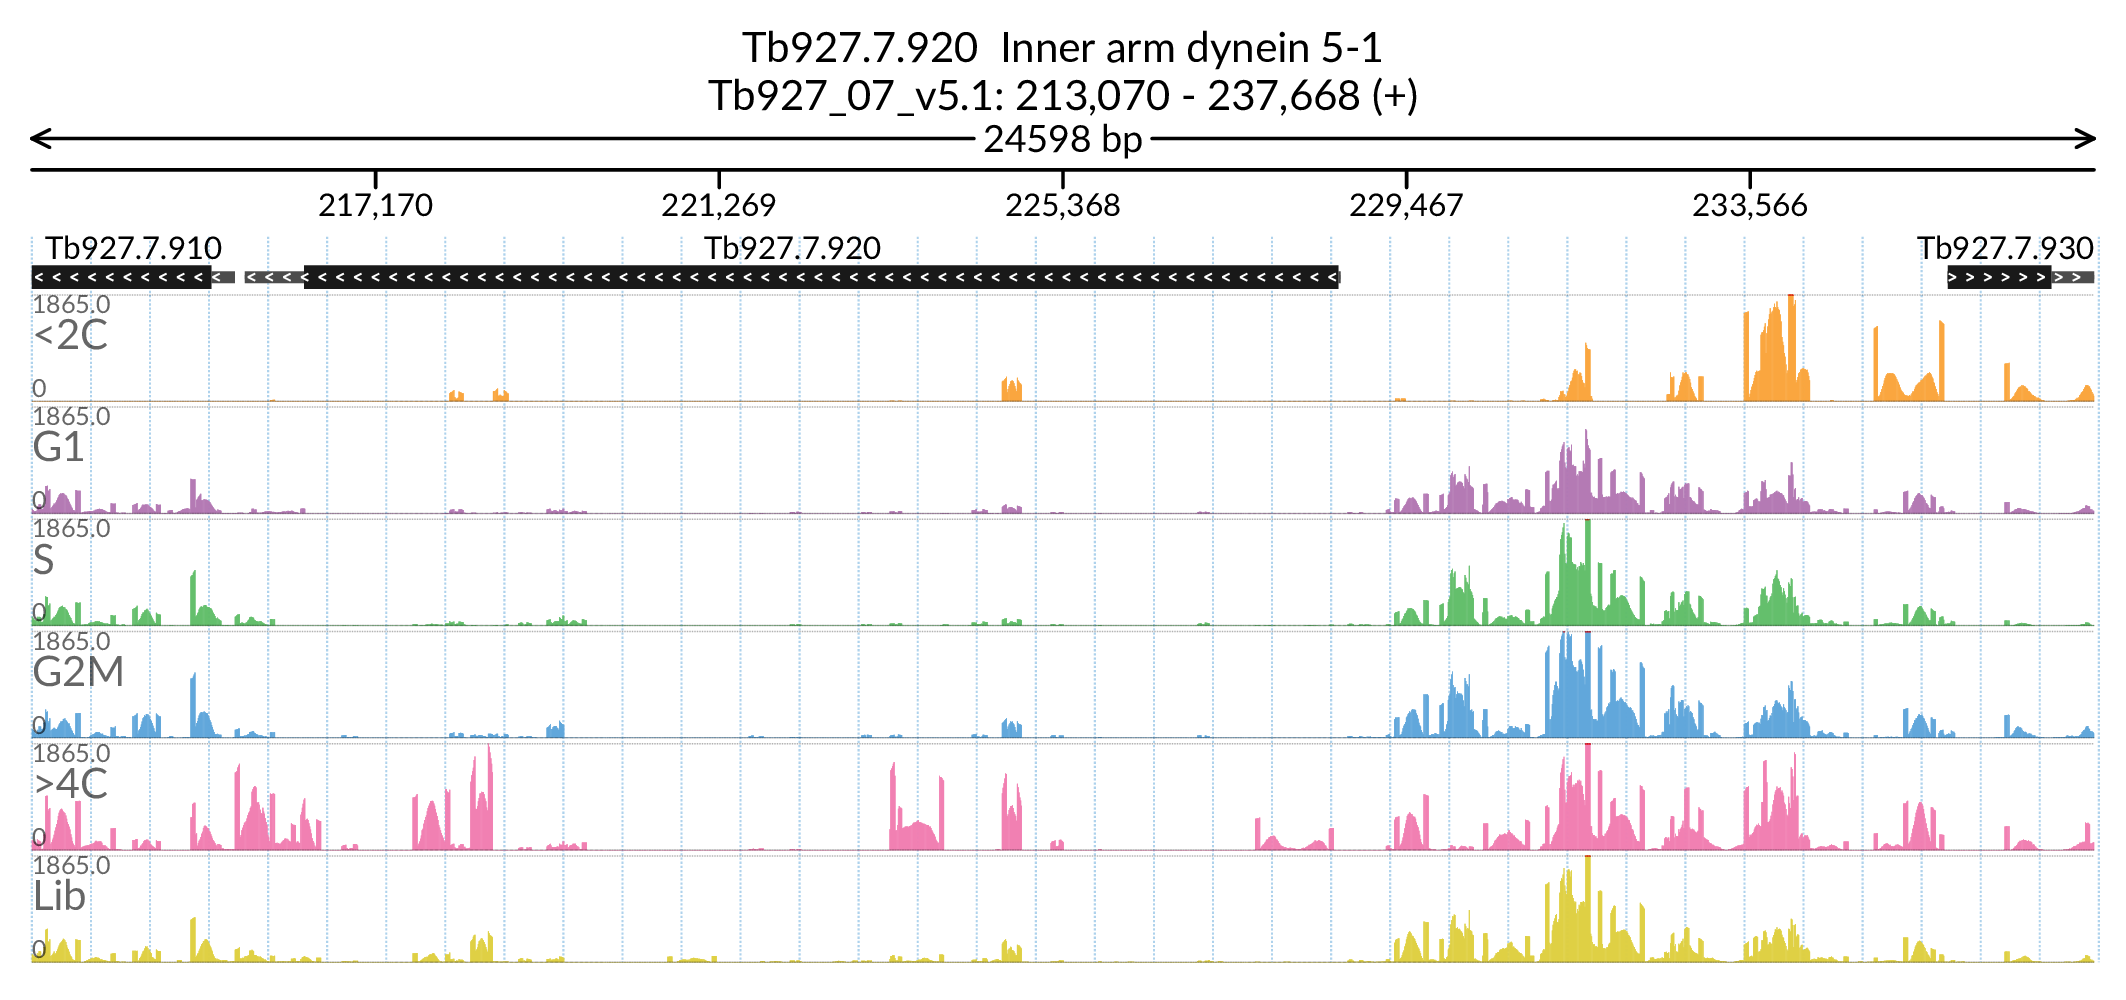 Tb927.7.920  Inner arm dynein 5-1
Tb927_07_v5.1: 213,070 - 237,668 (+)
24598 bp
217,170 221,269 225,368 229,467 233,566
Tb927.7.910 Tb927.7.920 Tb927.7.930
1865.0
<2C
0
1865.0
G1
0
1865.0
S
0
1865.0
G2M
0
1865.0
>4C
0
1865.0
Lib
0